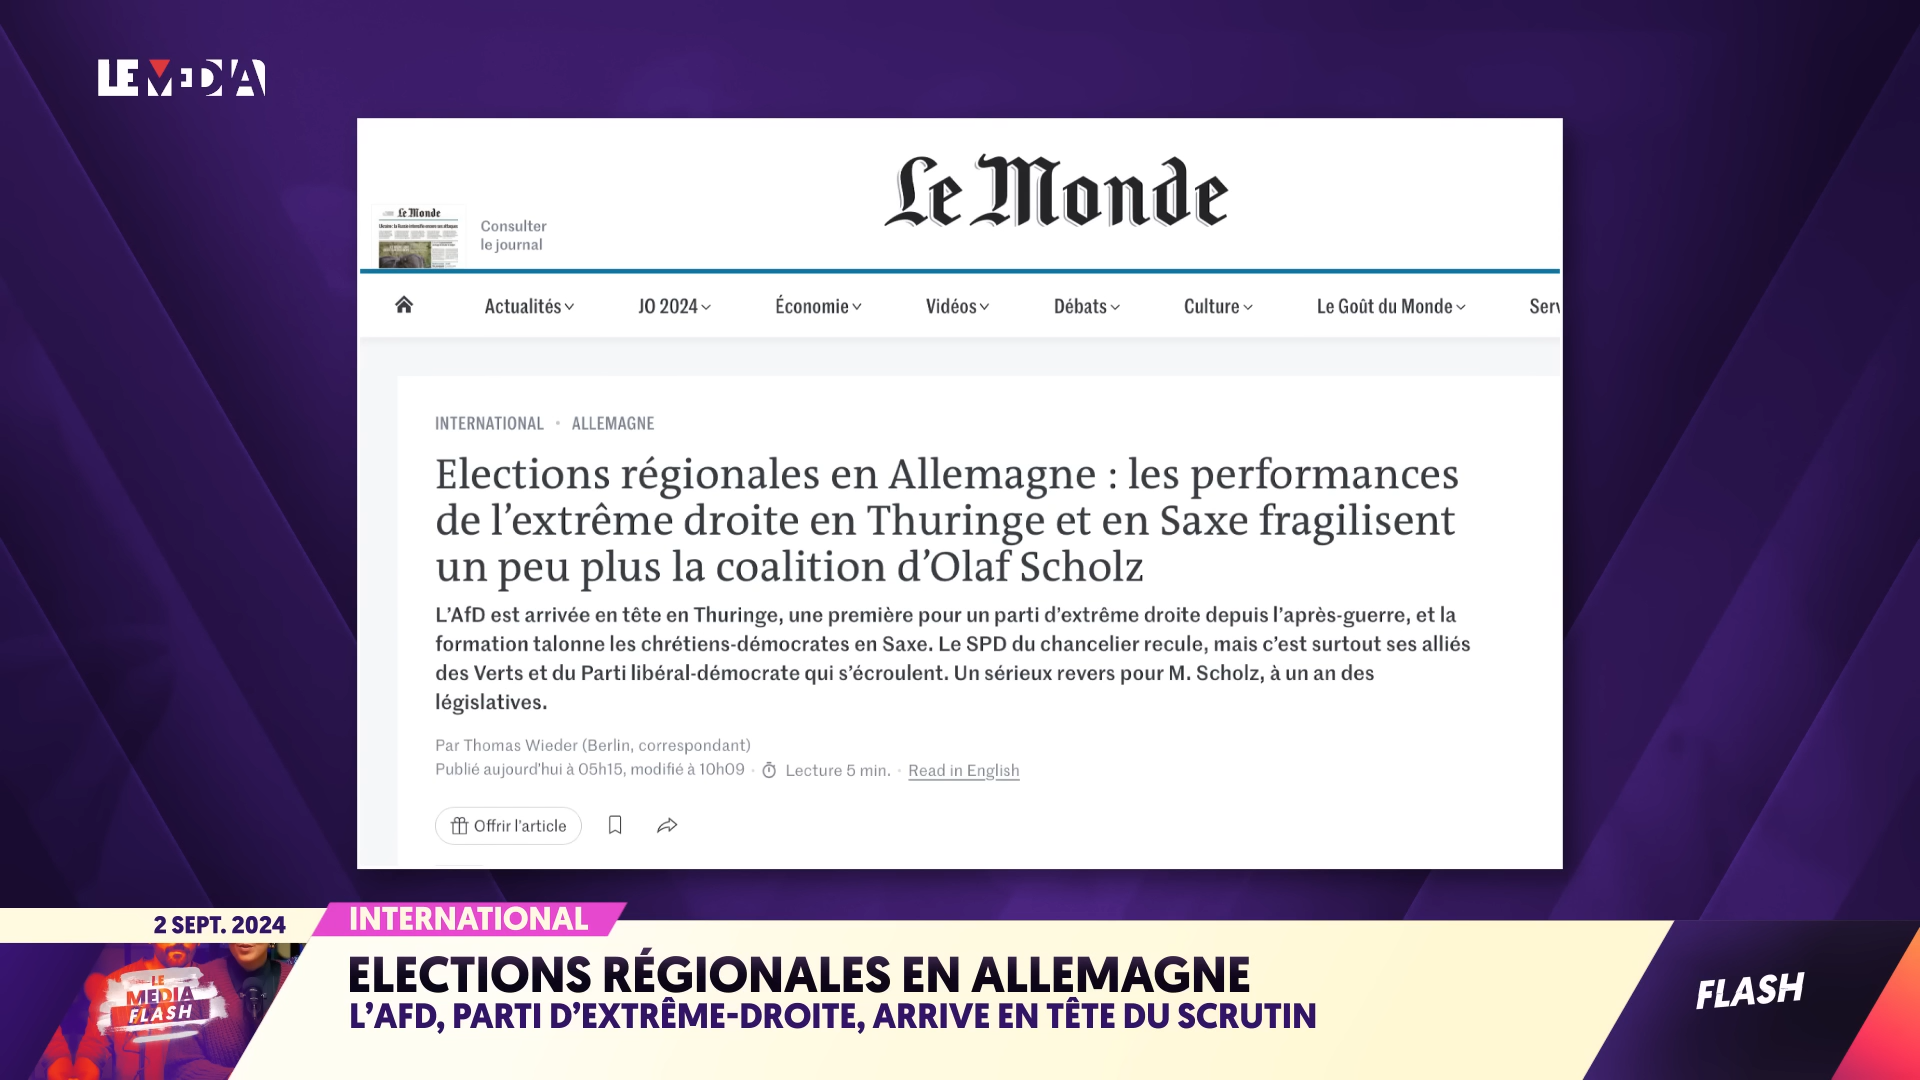 LE MEDIA
Le Monde
Le Monde
Consulter
le journal
Actualités
JO 2024
Économie
Vidéos
Débats
Culture
Le Goût du Monde
Serv
INTERNATIONAL • ALLEMAGNE
Elections régionales en Allemagne : les performances
de l’extrême droite en Thuringe et en Saxe fragilisent
un peu plus la coalition d’Olaf Scholz
L’AfD est arrivée en tête en Thuringe, une première pour un parti d’extrême droite depuis l’après-guerre, et la
formation talonne les chrétiens-démocrates en Saxe. Le SPD du chancelier recule, mais c’est surtout ses alliés
des Verts et du Parti libéral-démocrate qui s’écroulent. Un sérieux revers pour M. Scholz, à un an des
législatives.
Par Thomas Wieder (Berlin, correspondant)
Publié aujourd’hui à 05h15, modifié à 10h09 · Lecture 5 min. · Read in English
Offrir l’article
2 SEPT. 2024
INTERNATIONAL
ELECTIONS RÉGIONALES EN ALLEMAGNE
L’AFD, PARTI D’EXTRÊME-DROITE, ARRIVE EN TÊTE DU SCRUTIN
LE
MEDIA
FLASH
FLASH